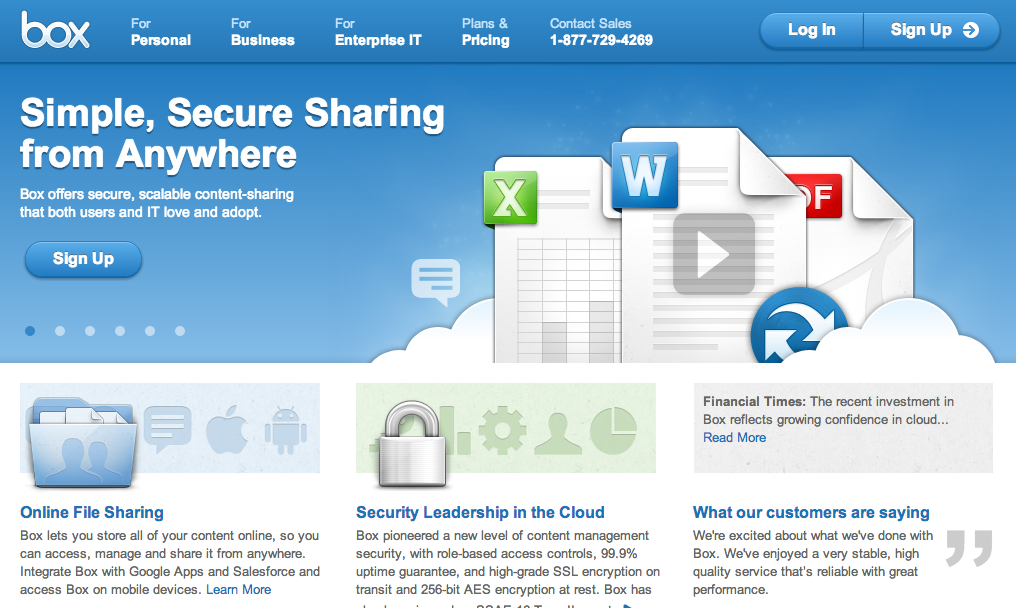 box
For
Personal
For
Business
For
Enterprise IT
Plans &
Pricing
Contact Sales
1-877-729-4269
Log In
Sign Up
Simple, Secure Sharing
from Anywhere
Box offers secure, scalable content-sharing
that both users and IT love and adopt.
Sign Up
X
W
DF
Financial Times: The recent investment in
Box reflects growing confidence in cloud...
Read More
Online File Sharing
Box lets you store all of your content online, so you
can access, manage and share it from anywhere.
Integrate Box with Google Apps and Salesforce and
access Box on mobile devices. Learn More
Security Leadership in the Cloud
Box pioneered a new level of content management
security, with role-based access controls, 99.9%
uptime guarantee, and high-grade SSL encryption on
transit and 256-bit AES encryption at rest. Box has
What our customers are saying
We're excited about what we've done with
Box. We've enjoyed a very stable, high
quality service that's reliable with great
performance.